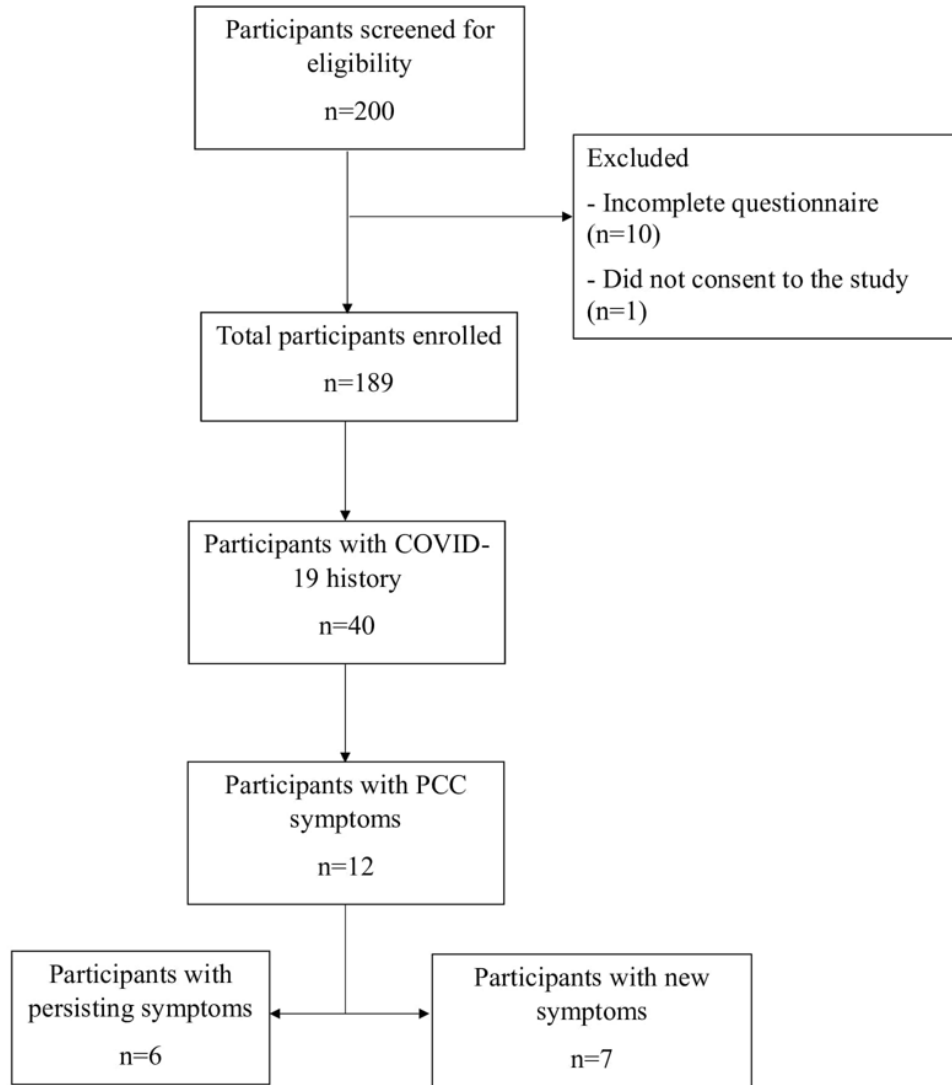 Participants screened for
eligibility
n=200
Excluded
- Incomplete questionnaire
(n=10)
- Did not consent to the study
(n=1)
Total participants enrolled
n=189
Participants with COVID-
19 history
n=40
Participants with PCC
symptoms
n=12
Participants with
persisting symptoms
n=6
Participants with new
symptoms
n=7